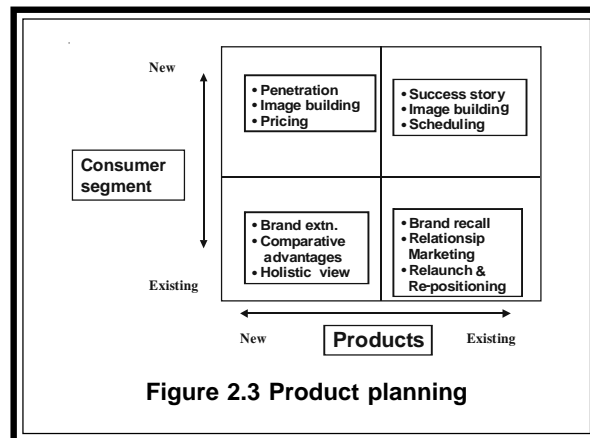 New
• Penetration
• Image building
• Pricing
• Success story
• Image building
• Scheduling
Consumer
segment
• Brand extn.
• Comparative
advantages
• Holistic view
• Brand recall
• Relationsip
Marketing
• Relaunch &
Re-positioning
Existing
New
Products
Existing
Figure 2.3 Product planning